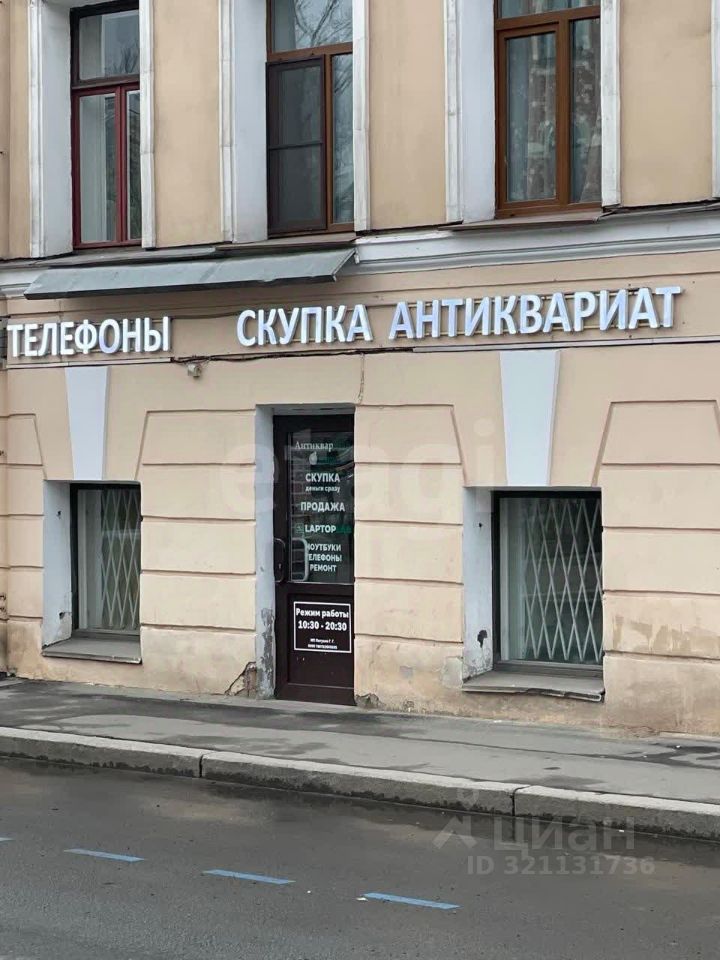 ТЕЛЕФОНЫ СКУПКА АНТИКВАРИАТ
Антиквар
СКУПКА
деньги сразу
ПРОДАЖА
LAPTOP
НОУТБУКИ
ТЕЛЕФОНЫ
РЕМОНТ
Режим работы
10:30 - 20:30
etagi
циан
ID 321131736